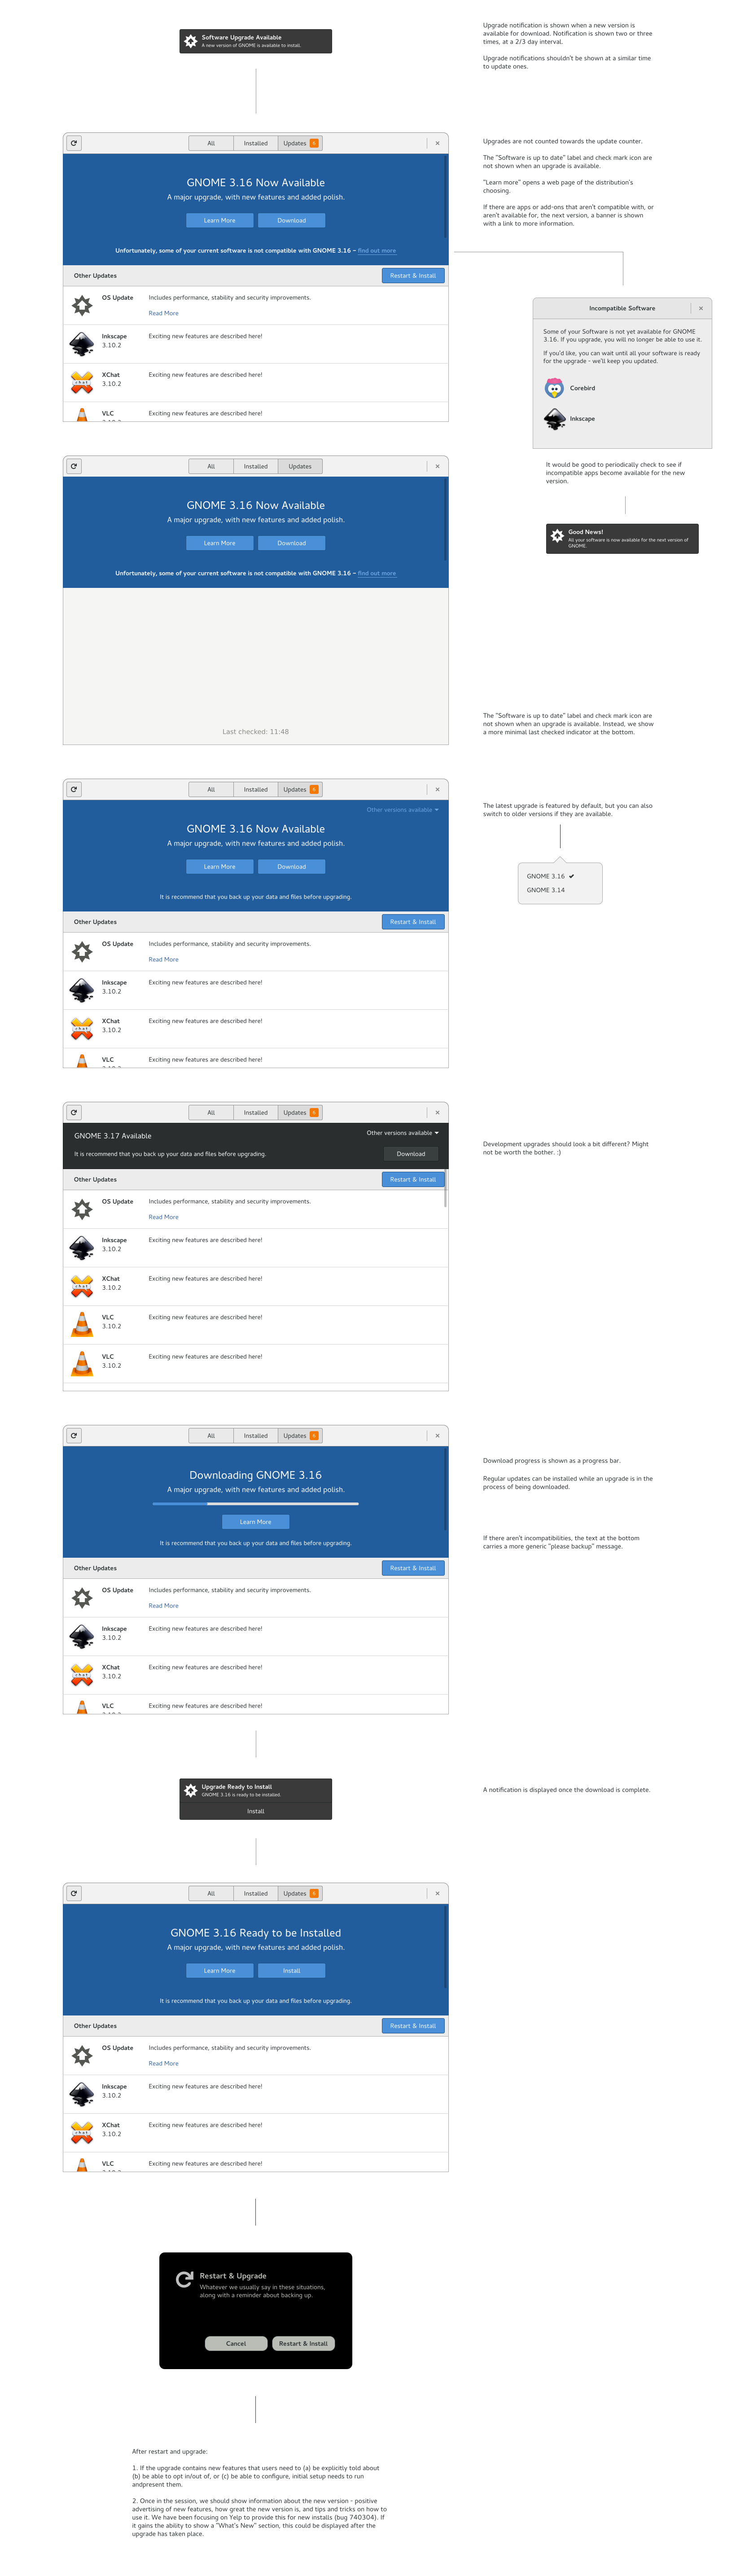 Software Upgrade Available
A new version of GNOME is available to install.
Upgrade notification is shown when a new version is
available for download. Notification is shown two or three
times, at a 2/3 day interval.
Upgrade notifications shouldn't be shown at a similar time
to update ones.
All Installed Updates 6
GNOME 3.16 Now Available
A major upgrade, with new features and added polish.
Learn More Download
Unfortunately, some of your current software is not compatible with GNOME 3.16 – find out more
Other Updates Restart & Install
OS Update Includes performance, stability and security improvements.
Read More
Inkscape Exciting new features are described here!
3.10.2
XChat Exciting new features are described here!
3.10.2
VLC Exciting new features are described here!
Upgrades are not counted towards the update counter.
The "Software is up to date" label and check mark icon are
not shown when an upgrade is available.
"Learn more" opens a web page of the distribution's
choosing.
If there are apps or add-ons that aren't compatible with, or
aren't available for, the next version, a banner is shown
with a link to more information.
Incompatible Software
Some of your Software is not yet available for GNOME
3.16. If you upgrade, you will no longer be able to use it.
If you'd like, you can wait until all your software is ready
for the upgrade - we'll keep you updated.
Corebird
Inkscape
It would be good to periodically check to see if
incompatible apps become available for the new
version.
Good News!
All your software is now available for the next version of
GNOME.
All Installed Updates
GNOME 3.16 Now Available
A major upgrade, with new features and added polish.
Learn More Download
Unfortunately, some of your current software is not compatible with GNOME 3.16 – find out more
Last checked: 11:48
The "Software is up to date" label and check mark icon are
not shown when an upgrade is available. Instead, we show
a more minimal last checked indicator at the bottom.
All Installed Updates 6
Other versions available
GNOME 3.16 Now Available
A major upgrade, with new features and added polish.
Learn More Download
It is recommend that you back up your data and files before upgrading.
Other Updates Restart & Install
OS Update Includes performance, stability and security improvements.
Read More
Inkscape Exciting new features are described here!
3.10.2
XChat Exciting new features are described here!
3.10.2
VLC Exciting new features are described here!
The latest upgrade is featured by default, but you can also
switch to older versions if they are available.
GNOME 3.16
GNOME 3.14
All Installed Updates 6
GNOME 3.17 Available Other versions available
It is recommend that you back up your data and files before upgrading. Download
Other Updates Restart & Install
OS Update Includes performance, stability and security improvements.
Read More
Inkscape Exciting new features are described here!
3.10.2
XChat Exciting new features are described here!
3.10.2
VLC Exciting new features are described here!
3.10.2
VLC Exciting new features are described here!
3.10.2
Development upgrades should look a bit different? Might
not be worth the bother. :)
All Installed Updates 6
Downloading GNOME 3.16
A major upgrade, with new features and added polish.
Learn More
It is recommend that you back up your data and files before upgrading.
Other Updates Restart & Install
OS Update Includes performance, stability and security improvements.
Read More
Inkscape Exciting new features are described here!
3.10.2
XChat Exciting new features are described here!
3.10.2
VLC Exciting new features are described here!
Download progress is shown as a progress bar.
Regular updates can be installed while an upgrade is in the
process of being downloaded.
If there aren't incompatibilities, the text at the bottom
carries a more generic "please backup" message.
Upgrade Ready to Install
GNOME 3.16 is ready to be installed.
Install
A notification is displayed once the download is complete.
All Installed Updates 6
GNOME 3.16 Ready to be Installed
A major upgrade, with new features and added polish.
Learn More Install
It is recommend that you back up your data and files before upgrading.
Other Updates Restart & Install
OS Update Includes performance, stability and security improvements.
Read More
Inkscape Exciting new features are described here!
3.10.2
XChat Exciting new features are described here!
3.10.2
VLC Exciting new features are described here!
Restart & Upgrade
Whatever we usually say in these situations,
along with a reminder about backing up.
Cancel Restart & Install
After restart and upgrade:
1. If the upgrade contains new features that users need to (a) be explicitly told about
(b) be able to opt in/out of, or (c) be able to configure, initial setup needs to run
andpresent them.
2. Once in the session, we should show information about the new version - positive
advertising of new features, how great the new version is, and tips and tricks on how to
use it. We have been focusing on Yelp to provide this for new installs (bug 740304). If
it gains the ability to show a "What's New" section, this could be displayed after the
upgrade has taken place.